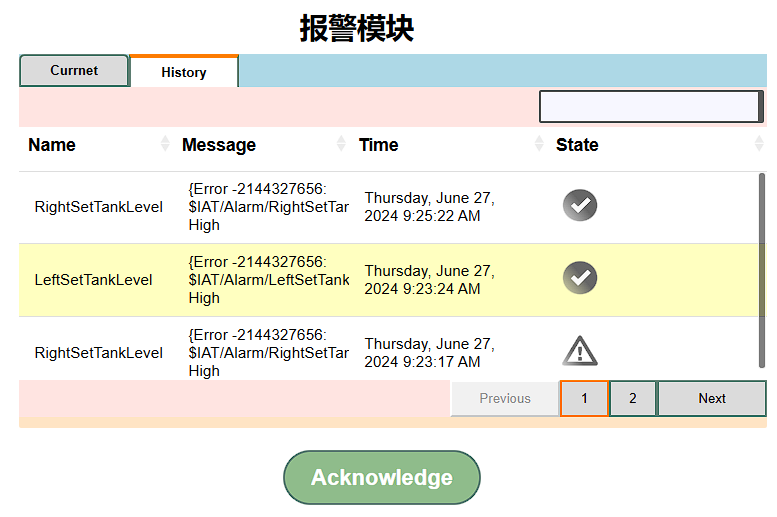 报警模块
Currnet
History
Name Message Time State
RightSetTankLevel
{Error -2144327656:
$IAT/Alarm/RightSetTar
High
Thursday, June 27,
2024 9:25:22 AM
LeftSetTankLevel
{Error -2144327656:
$IAT/Alarm/LeftSetTank
High
Thursday, June 27,
2024 9:23:24 AM
RightSetTankLevel
{Error -2144327656:
$IAT/Alarm/RightSetTar
High
Thursday, June 27,
2024 9:23:17 AM
Previous 1 2 Next
Acknowledge